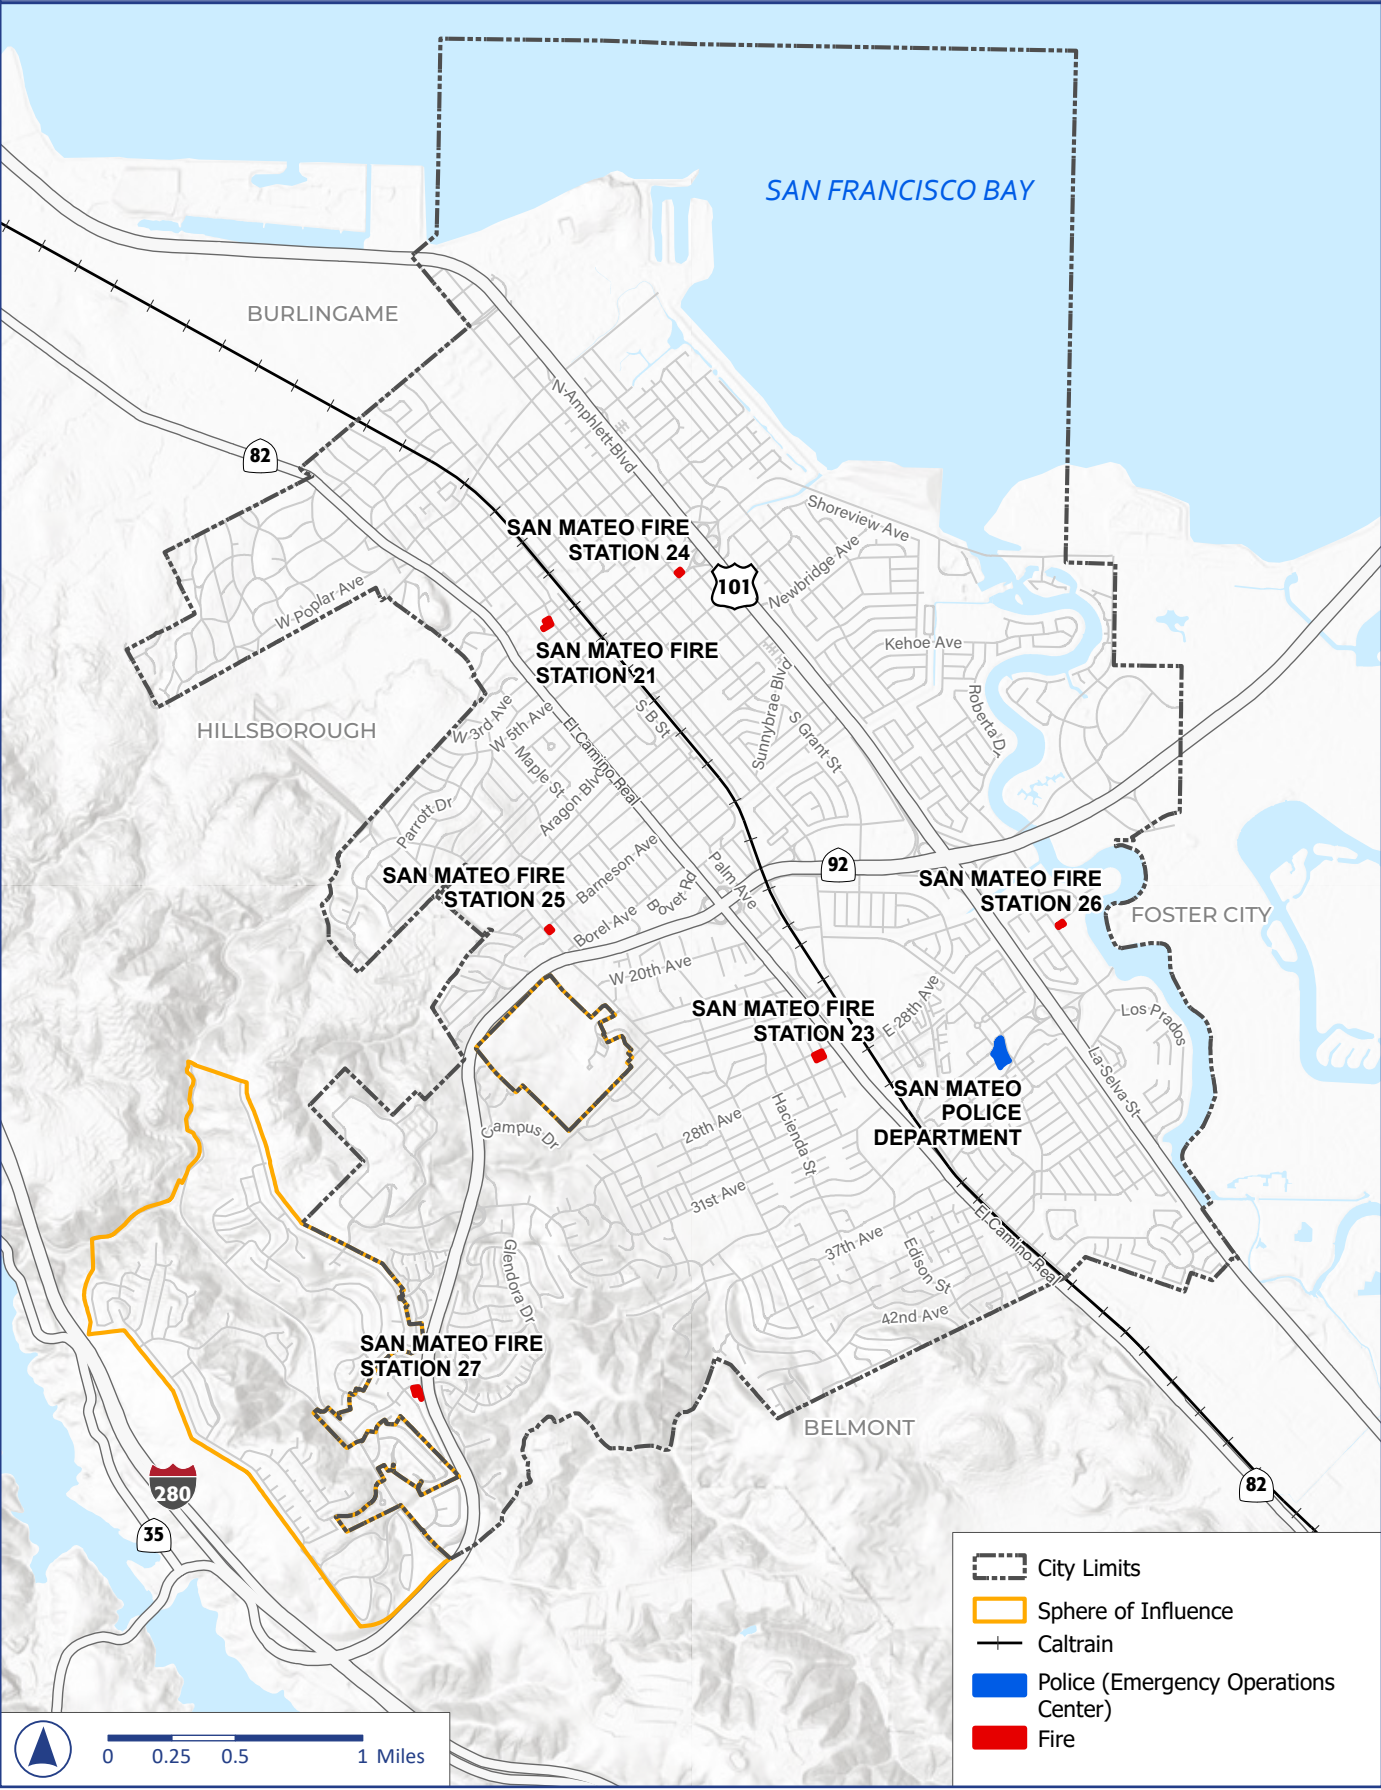 SAN FRANCISCO BAY
BURLINGAME
N Amphlett Blvd
82
Shoreview Ave
SAN MATEO FIRE
STATION 24
101
Newbridge Ave
W Poplar Ave
SAN MATEO FIRE
STATION 21
Kehoe Ave
HILLSBOROUGH
W 3rd Ave
W 5th Ave
S B St
Sunnybrae Blvd
S Grant St
Roberta Dr
El Camino Real
Maple St
Aragon Blvd
Parrott Dr
Barneson Ave
Palm Ave
92
SAN MATEO FIRE
STATION 25
Bovet Rd
Borel Ave
SAN MATEO FIRE
STATION 26
FOSTER CITY
W 20th Ave
SAN MATEO FIRE
STATION 23
E 28th Ave
Los Prados
La Selva St
SAN MATEO
POLICE
DEPARTMENT
Campus Dr
28th Ave
Hacienda St
31st Ave
El Camino Real
37th Ave
Edison St
Glendora Dr
42nd Ave
SAN MATEO FIRE
STATION 27
BELMONT
280
35
82
City Limits
Sphere of Influence
Caltrain
Police (Emergency Operations
Center)
Fire
0 0.25 0.5 1 Miles